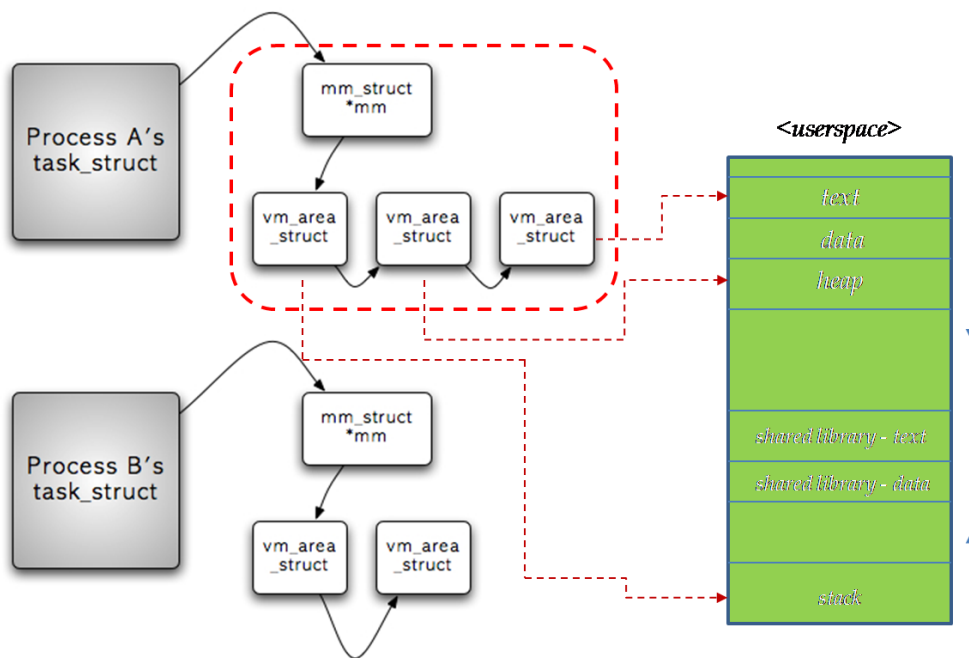 Process A's
task_struct
mm_struct
*mm
vm_area
_struct
vm_area
_struct
vm_area
_struct
<userspace>
text
data
heap
shared library - text
shared library - data
stack
Process B's
task_struct
mm_struct
*mm
vm_area
_struct
vm_area
_struct